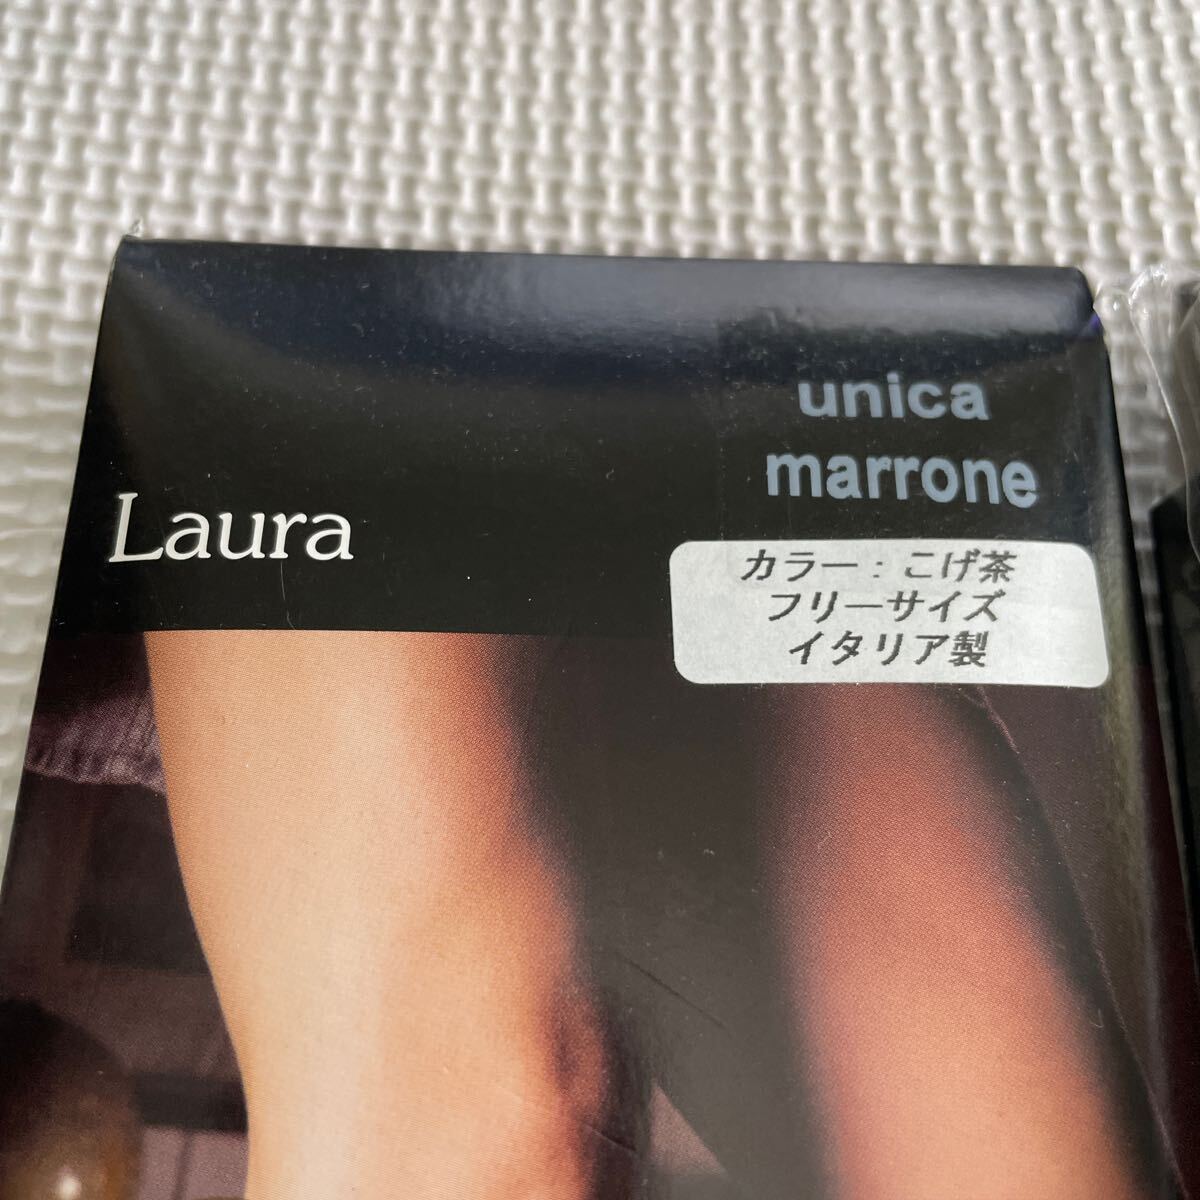 unica
marrone
Laura
カラー：こげ茶
フリーサイズ
イタリア製